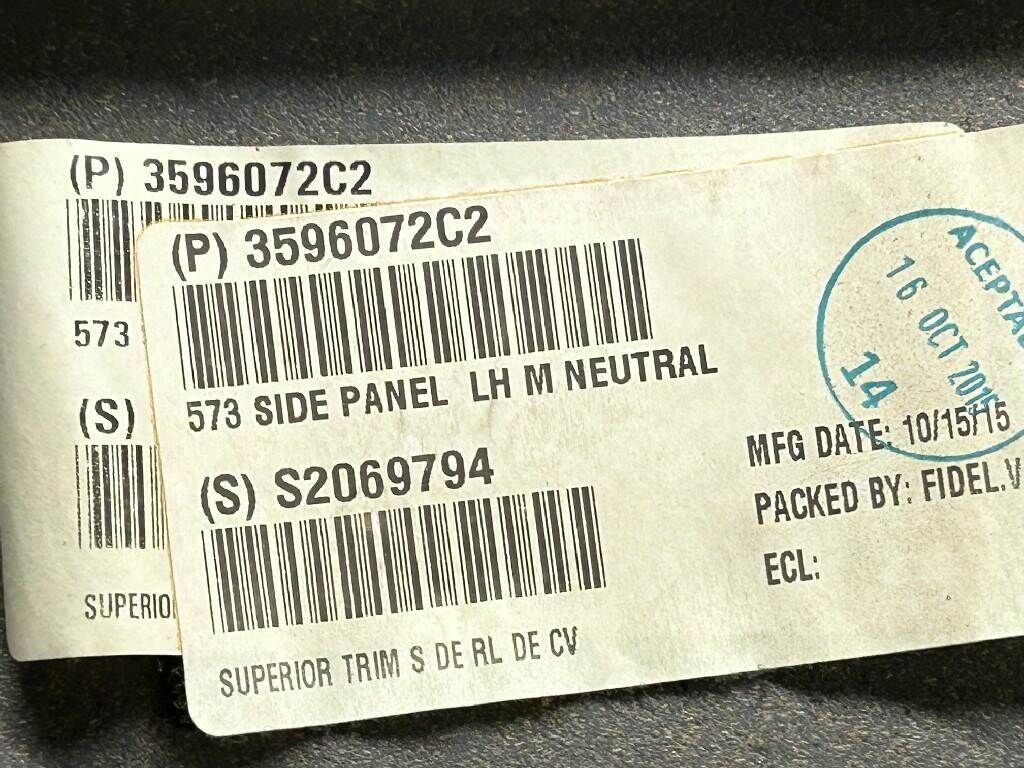 (P) 3596072C2
573
(S)
(P) 3596072C2
573 SIDE PANEL LH M NEUTRAL
(S) S2069794
SUPERIOR TRIM S DE RL DE CV
16 OCT
14
MFG DATE: 10/15/15
PACKED BY: FIDEL.V
ECL: